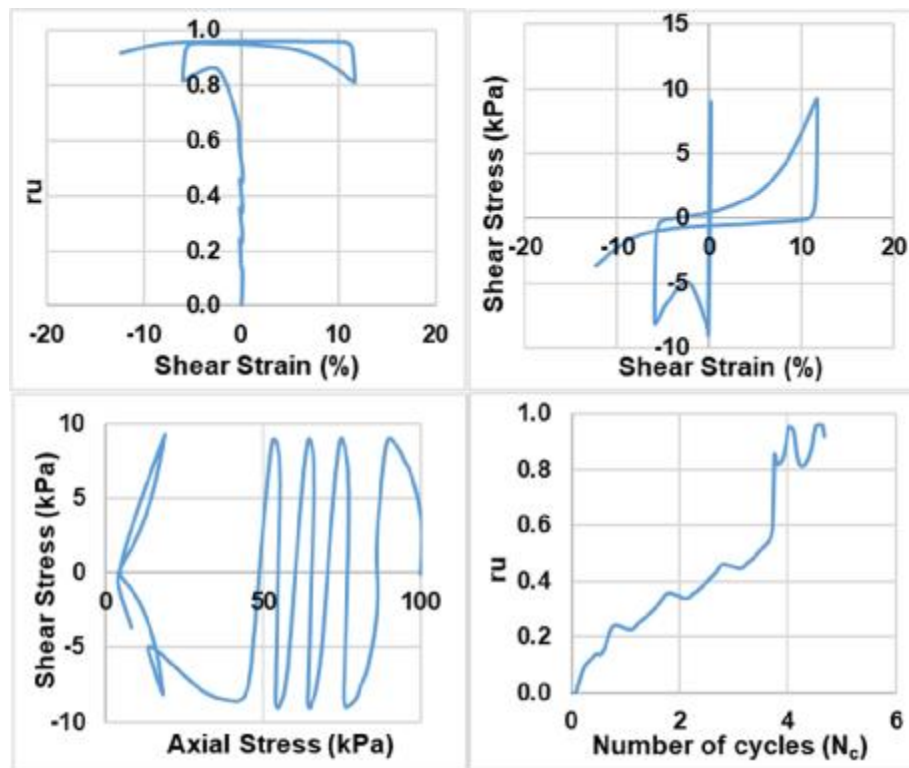 1.0
0.8
0.6
0.4
0.2
0.0
-20 -10 0 10 20
ru
Shear Strain (%)
15
10
5
0
-5
-10
-20 -10 0 10 20
Shear Stress (kPa)
Shear Strain (%)
10
5
0
-5
-10
0 50 100
Shear Stress (kPa)
Axial Stress (kPa)
1.0
0.8
0.6
0.4
0.2
0.0
0 2 4 6
ru
Number of cycles (Nc)